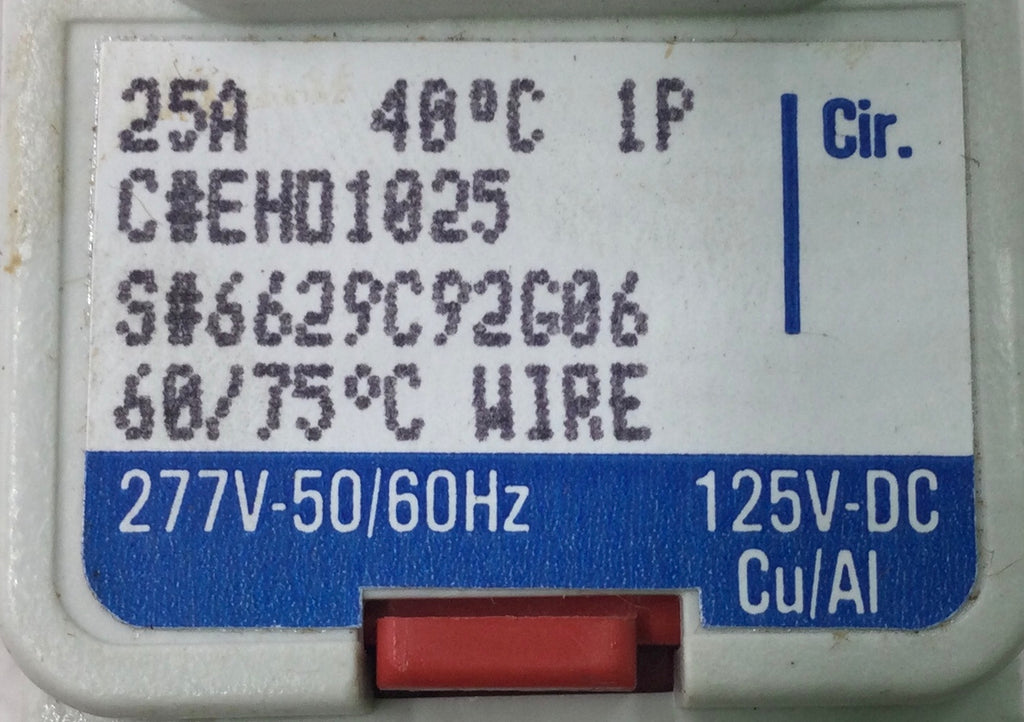 25A 40°C 1P
Cir.
C#EHD1025
S#6629C92G06
60/75°C WIRE
277V-50/60Hz 125V-DC
Cu/Al